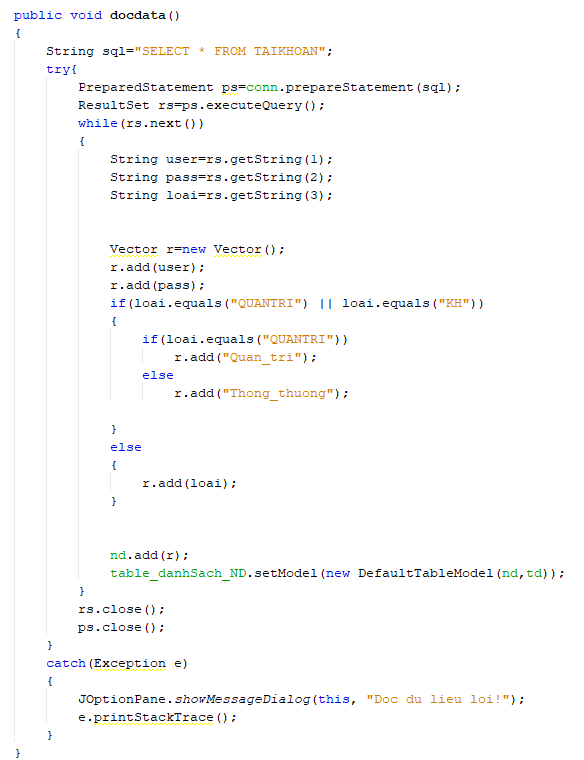 public void docdata()
{
    String sql="SELECT * FROM TAIKHOAN";
    try{
        PreparedStatement ps=conn.prepareStatement(sql);
        ResultSet rs=ps.executeQuery();
        while(rs.next())
        {
            String user=rs.getString(1);
            String pass=rs.getString(2);
            String loai=rs.getString(3);
            Vector r=new Vector();
            r.add(user);
            r.add(pass);
            if(loai.equals("QUANTRI") || loai.equals("KH"))
            {
                if(loai.equals("QUANTRI"))
                    r.add("Quan_tri");
                else
                    r.add("Thong_thuong");
            }
            else
            {
                r.add(loai);
            }
            nd.add(r);
            table_danhSach_ND.setModel(new DefaultTableModel(nd,td));
        }
        rs.close();
        ps.close();
    }
    catch(Exception e)
    {
        JOptionPane.showMessageDialog(this, "Doc du lieu loi!");
        e.printStackTrace();
    }
}